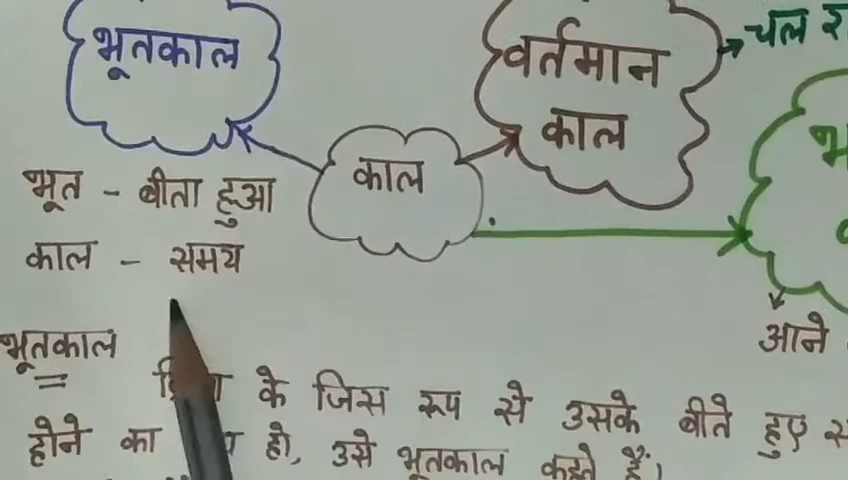 भूतकाल
वर्तमान
काल
चल
काल
भूत - बीता हुआ
काल - समय
आने
भूतकाल
के जिस रूप से उसके बीते हुए
होने का हो, उसे भूतकाल कहते हैं।